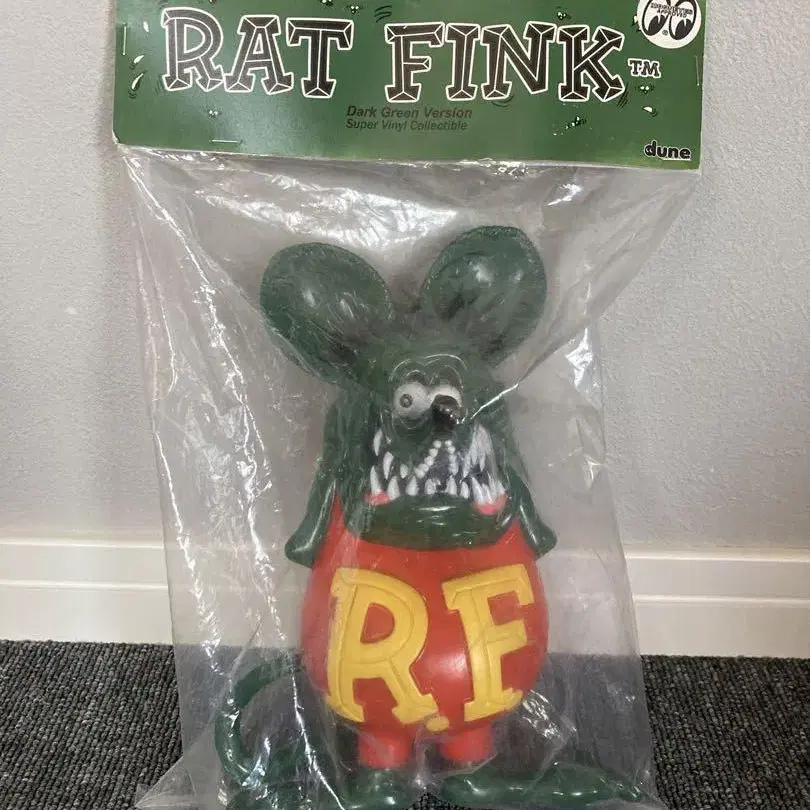 RAT FINK™
Dark Green Version
Super Vinyl Collectible
dune
R.F